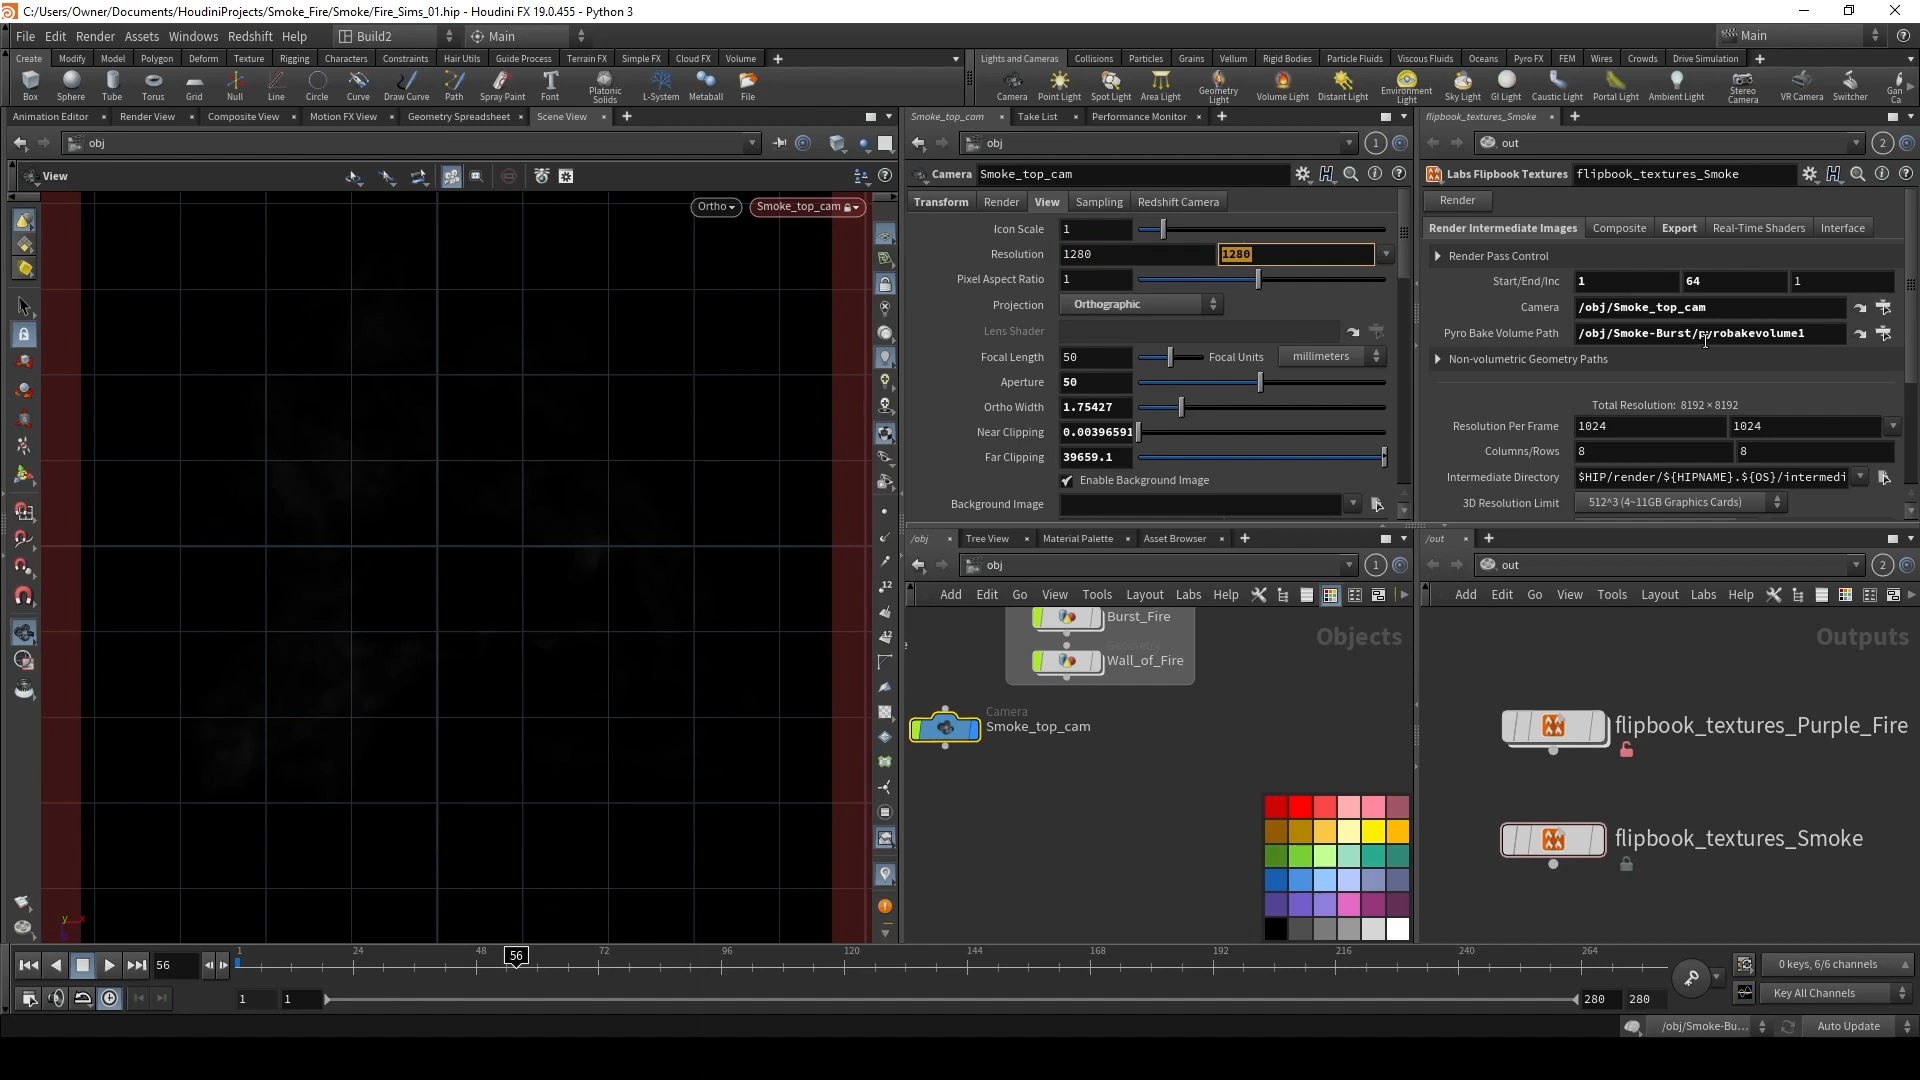 C:/Users/Owner/Documents/HoudiniProjects/Smoke_Fire/Smoke/Fire_Sims_01.hip - Houdini FX 19.0.455 - Python 3
File Edit Render Assets Windows Redshift Help Build2 Main Main
Create Modify Model Polygon Deform Texture Rigging Characters Constraints Hair Utils Guide Process Terrain FX Simple FX Cloud FX Volume
Lights and Cameras Collisions Particles Grains Vellum Rigid Bodies Particle Fluids Viscous Fluids Oceans Pyro FX FEM Wires Crowds Drive Simulation
Box Sphere Tube Torus Grid Null Line Circle Curve Draw Curve Path Spray Paint Font Platonic Solids L-System Metaball File
Camera Point Light Spot Light Area Light Geometry Light Volume Light Distant Light Environment Light Sky Light GI Light Caustic Light Portal Light Ambient Light Stereo Camera VR Camera Switcher Gan Ca
Animation Editor Render View Composite View Motion FX View Geometry Spreadsheet Scene View
obj
View
Ortho Smoke_top_cam
Smoke_top_cam Take List Performance Monitor
obj 1
Camera Smoke_top_cam
Transform Render View Sampling Redshift Camera
Icon Scale 1
Resolution 1280 1280
Pixel Aspect Ratio 1
Projection Orthographic
Lens Shader
Focal Length 50 Focal Units millimeters
Aperture 50
Ortho Width 1.75427
Near Clipping 0.00396591
Far Clipping 39659.1
Enable Background Image
Background Image
flipbook_textures_Smoke
out 2
Labs Flipbook Textures flipbook_textures_Smoke
Render
Render Intermediate Images Composite Export Real-Time Shaders Interface
Render Pass Control
Start/End/Inc 1 64 1
Camera /obj/Smoke_top_cam
Pyro Bake Volume Path /obj/Smoke-Burst/pyrobakevolume1
Non-volumetric Geometry Paths
Total Resolution: 8192 × 8192
Resolution Per Frame 1024 1024
Columns/Rows 8 8
Intermediate Directory $HIP/render/${HIPNAME}.${OS}/intermedi
3D Resolution Limit 512^3 (4~11GB Graphics Cards)
/obj Tree View Material Palette Asset Browser
obj 1
Add Edit Go View Tools Layout Labs Help
Objects
Burst_Fire
Geometry
Wall_of_Fire
Camera
Smoke_top_cam
/out
out 2
Add Edit Go View Tools Layout Labs Help
Outputs
flipbook_textures_Purple_Fire
flipbook_textures_Smoke
y x
56
1 24 48 56 72 96 120 144 168 192 216 240 264
0 keys, 6/6 channels
1 1 280 280
Key All Channels
/obj/Smoke-Bu... Auto Update